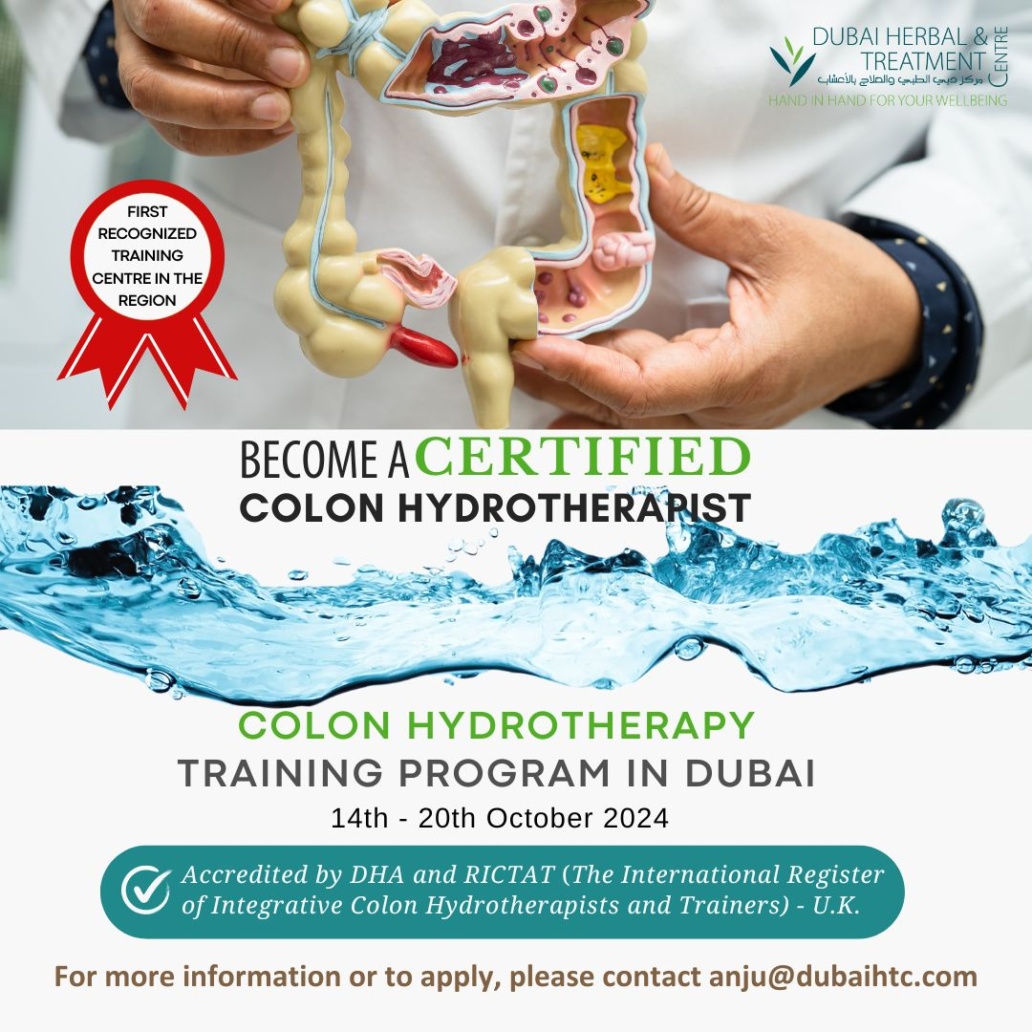 DUBAI HERBAL &
TREATMENT
CENTRE
مركز دبي الطبي والعلاج بالأعشاب
HAND IN HAND FOR YOUR WELLBEING
FIRST
RECOGNIZED
TRAINING
CENTRE IN THE
REGION
BECOME A CERTIFIED
COLON HYDROTHERAPIST
COLON HYDROTHERAPY
TRAINING PROGRAM IN DUBAI
14th - 20th October 2024
Accredited by DHA and RICTAT (The International Register
of Integrative Colon Hydrotherapists and Trainers) - U.K.
For more information or to apply, please contact anju@dubaihtc.com